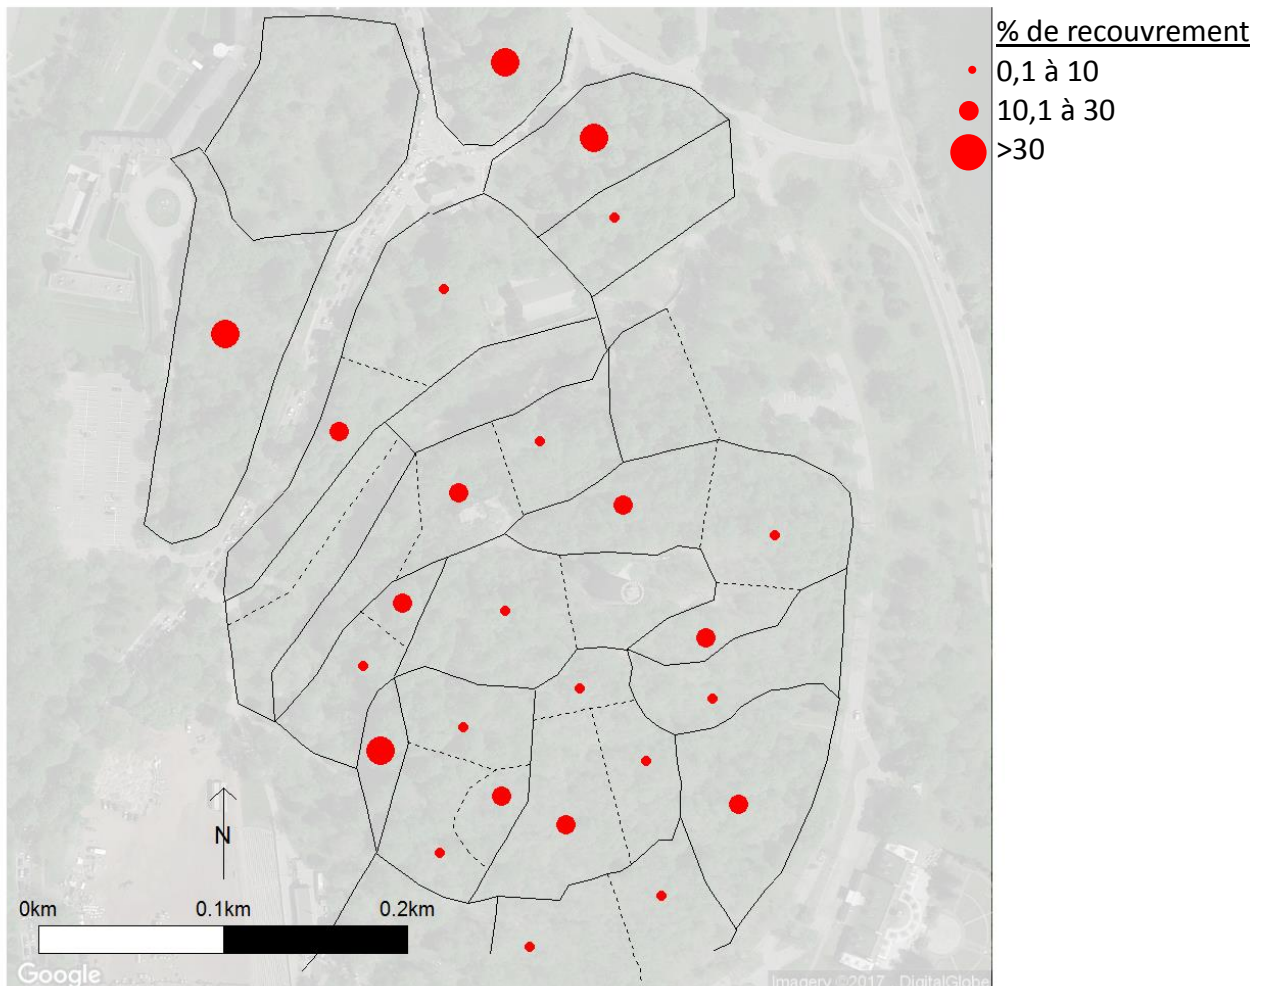 % de recouvrement
0,1 à 10
10,1 à 30
>30
N
0km 0.1km 0.2km
Google
Imagery ©2017 , DigitalGlobe